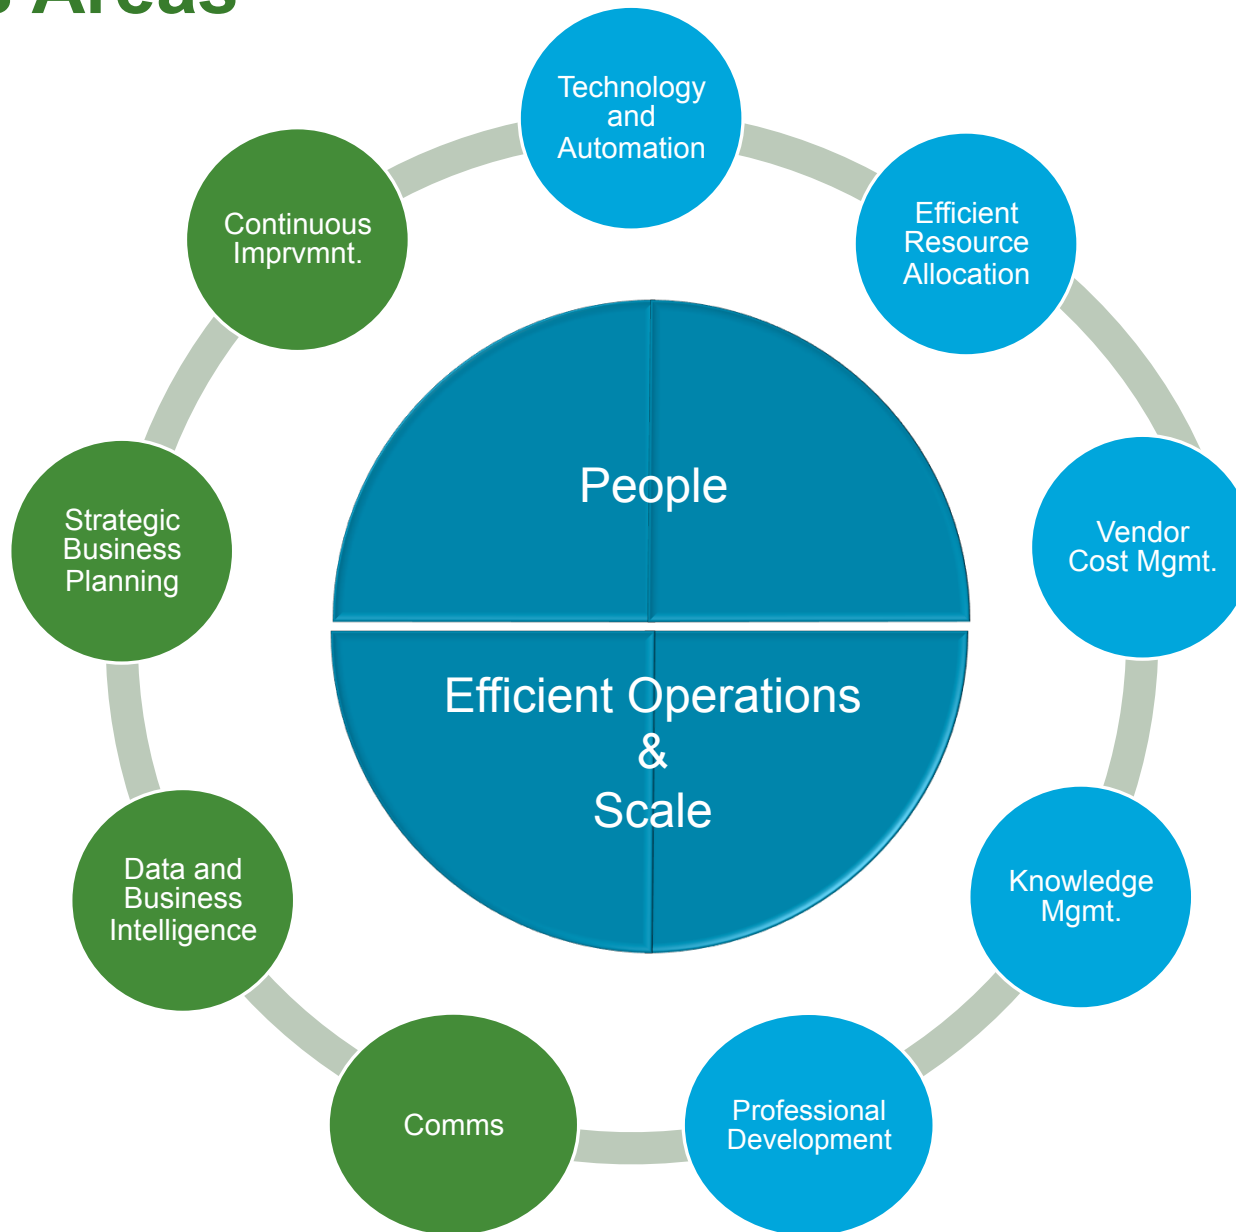 Areas
Technology
and
Automation
Efficient
Resource
Allocation
Vendor
Cost Mgmt.
Knowledge
Mgmt.
Professional
Development
Comms
Data and
Business
Intelligence
Strategic
Business
Planning
Continuous
Imprvmnt.
People
Efficient Operations
&
Scale